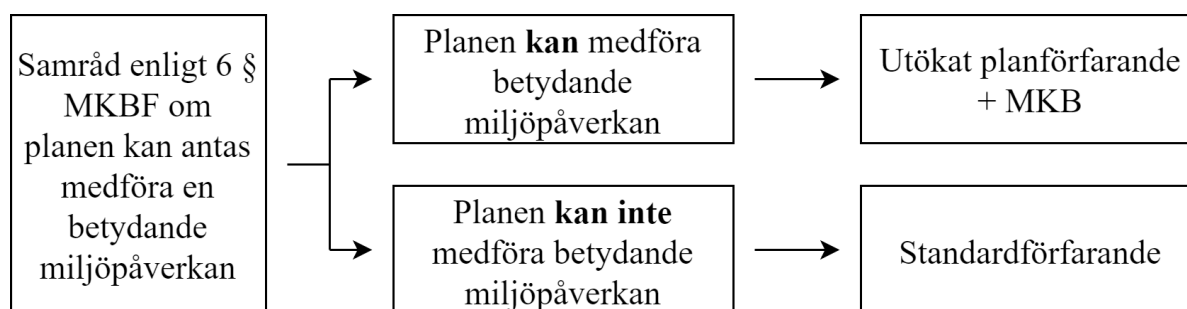 Samråd enligt 6 §
MKBF om
planen kan antas
medföra en
betydande
miljöpåverkan
Planen kan medföra
betydande
miljöpåverkan
Utökat planförfarande
+ MKB
Planen kan inte
medföra betydande
miljöpåverkan
Standardförfarande